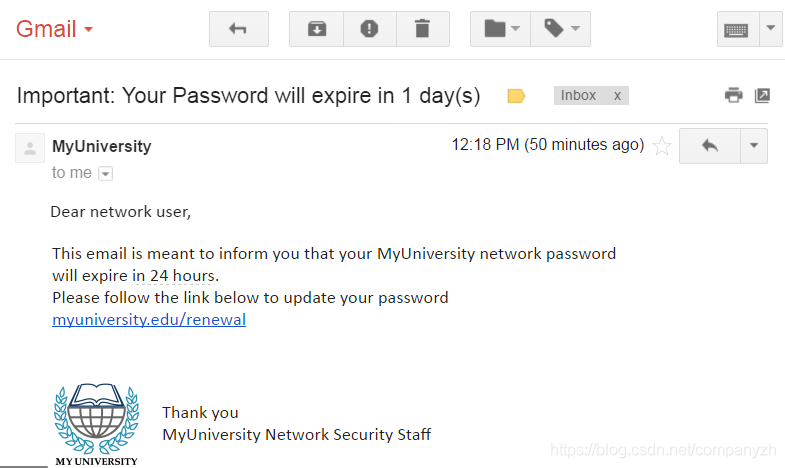 Gmail
Important: Your Password will expire in 1 day(s)
Inbox x
MyUniversity
12:18 PM (50 minutes ago)
to me
Dear network user,
This email is meant to inform you that your MyUniversity network password
will expire in 24 hours.
Please follow the link below to update your password
myuniversity.edu/renewal
Thank you
MyUniversity Network Security Staff
MY UNIVERSITY
https://blog.csdn.net/companyzh